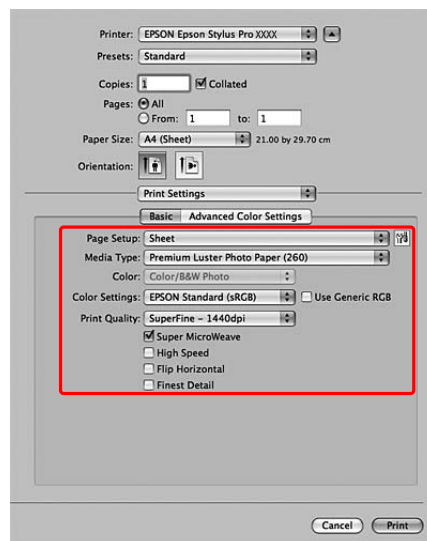 Printer: EPSON Epson Stylus Pro XXXX
Presets: Standard
Copies: 1 Collated
Pages: All
From: 1 to: 1
Paper Size: A4 (Sheet) 21.00 by 29.70 cm
Orientation:
Print Settings
Basic Advanced Color Settings
Page Setup: Sheet
Media Type: Premium Luster Photo Paper (260)
Color: Color/B&W Photo
Color Settings: EPSON Standard (sRGB) Use Generic RGB
Print Quality: SuperFine – 1440dpi
Super MicroWeave
High Speed
Flip Horizontal
Finest Detail
Cancel Print